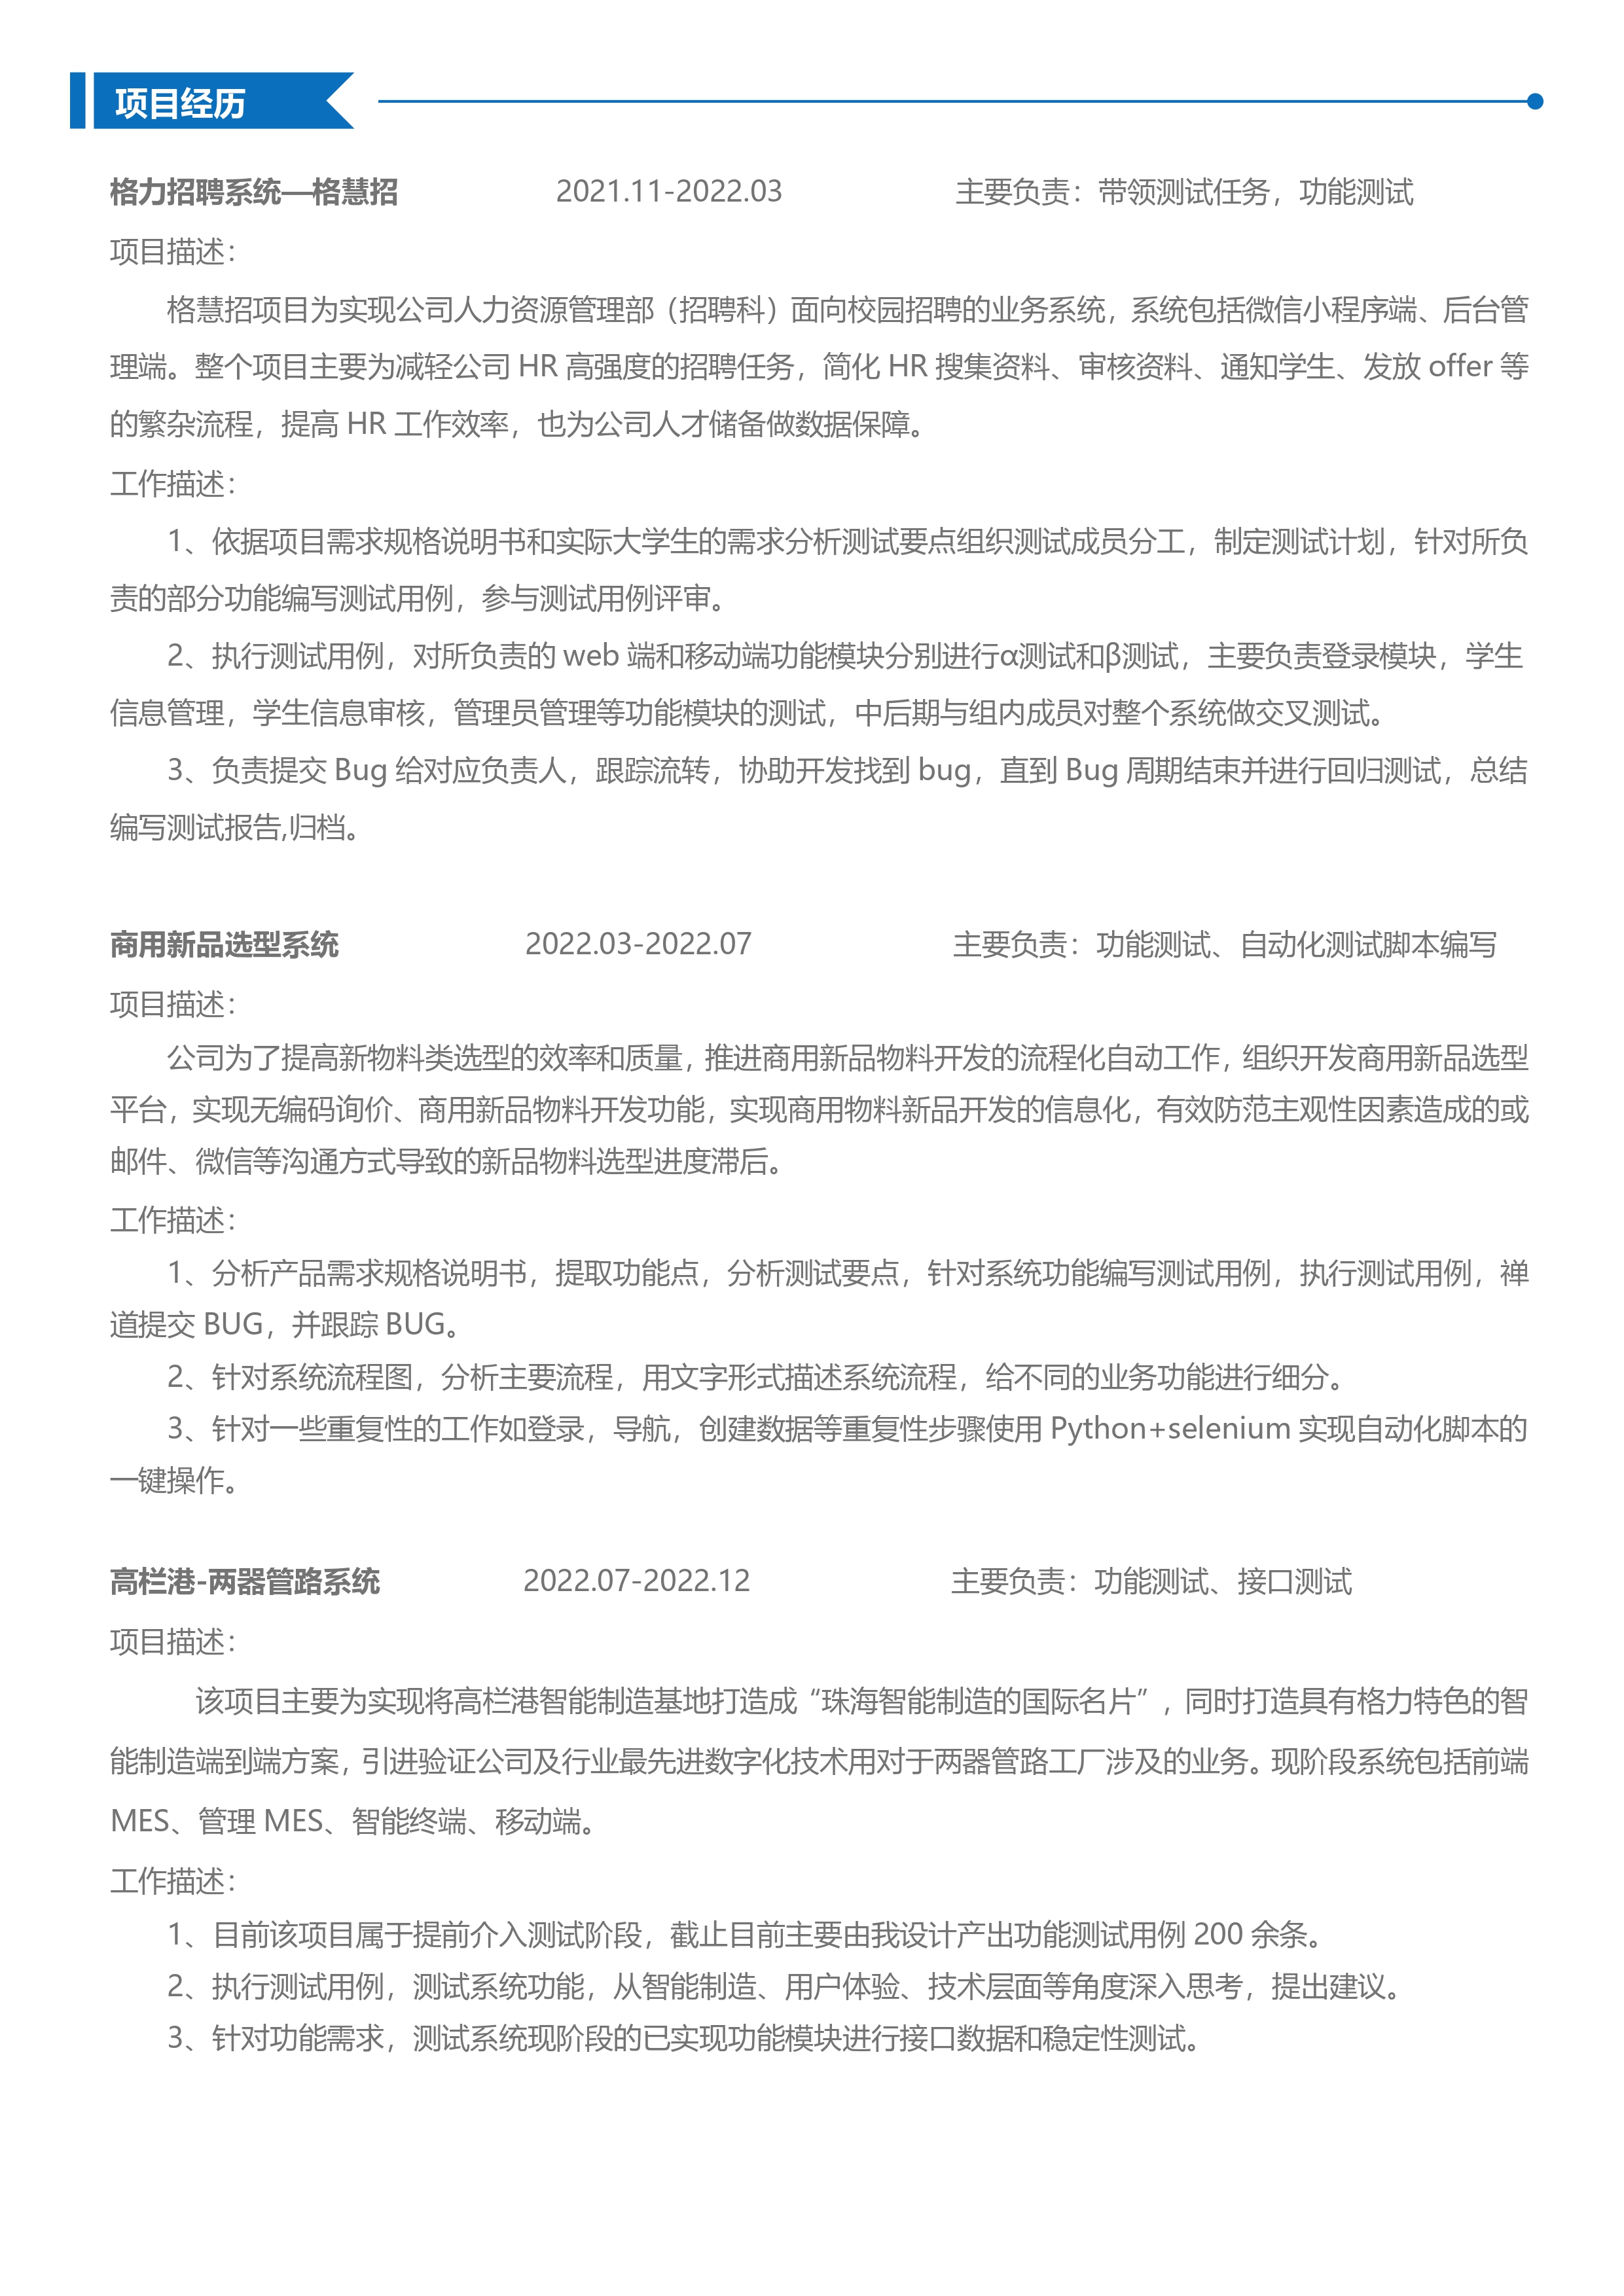 项目经历
格力招聘系统—格慧招 2021.11-2022.03 主要负责：带领测试任务，功能测试
项目描述：
格慧招项目为实现公司人力资源管理部（招聘科）面向校园招聘的业务系统，系统包括微信小程序端、后台管
理端。整个项目主要为减轻公司 HR 高强度的招聘任务，简化 HR 搜集资料、审核资料、通知学生、发放 offer 等
的繁杂流程，提高 HR 工作效率，也为公司人才储备做数据保障。
工作描述：
1、依据项目需求规格说明书和实际大学生的需求分析测试要点组织测试成员分工，制定测试计划，针对所负
责的部分功能编写测试用例，参与测试用例评审。
2、执行测试用例，对所负责的 web 端和移动端功能模块分别进行α测试和β测试，主要负责登录模块，学生
信息管理，学生信息审核，管理员管理等功能模块的测试，中后期与组内成员对整个系统做交叉测试。
3、负责提交 Bug 给对应负责人，跟踪流转，协助开发找到 bug，直到 Bug 周期结束并进行回归测试，总结
编写测试报告,归档。
商用新品选型系统 2022.03-2022.07 主要负责：功能测试、自动化测试脚本编写
项目描述：
公司为了提高新物料类选型的效率和质量，推进商用新品物料开发的流程化自动工作，组织开发商用新品选型
平台，实现无编码询价、商用新品物料开发功能，实现商用物料新品开发的信息化，有效防范主观性因素造成的或
邮件、微信等沟通方式导致的新品物料选型进度滞后。
工作描述：
1、分析产品需求规格说明书，提取功能点，分析测试要点，针对系统功能编写测试用例，执行测试用例，禅
道提交 BUG，并跟踪 BUG。
2、针对系统流程图，分析主要流程，用文字形式描述系统流程，给不同的业务功能进行细分。
3、针对一些重复性的工作如登录，导航，创建数据等重复性步骤使用 Python+selenium 实现自动化脚本的
一键操作。
高栏港-两器管路系统 2022.07-2022.12 主要负责：功能测试、接口测试
项目描述：
该项目主要为实现将高栏港智能制造基地打造成“珠海智能制造的国际名片”，同时打造具有格力特色的智
能制造端到端方案，引进验证公司及行业最先进数字化技术用对于两器管路工厂涉及的业务。现阶段系统包括前端
MES、管理 MES、智能终端、移动端。
工作描述：
1、目前该项目属于提前介入测试阶段，截止目前主要由我设计产出功能测试用例 200 余条。
2、执行测试用例，测试系统功能，从智能制造、用户体验、技术层面等角度深入思考，提出建议。
3、针对功能需求，测试系统现阶段的已实现功能模块进行接口数据和稳定性测试。